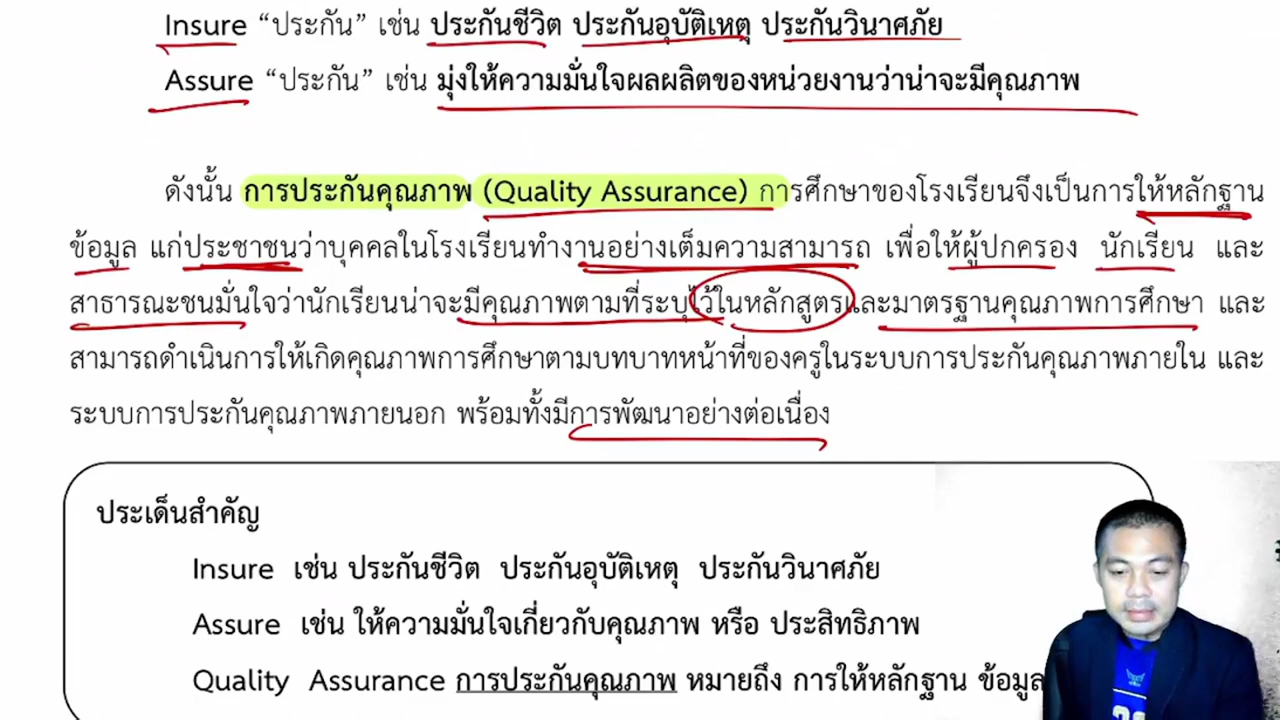 Insure “ประกัน” เช่น ประกันชีวิต ประกันอุบัติเหตุ ประกันวินาศภัย
Assure “ประกัน” เช่น มุ่งให้ความมั่นใจผลผลิตของหน่วยงานว่าน่าจะมีคุณภาพ
ดังนั้น การประกันคุณภาพ (Quality Assurance) การศึกษาของโรงเรียนจึงเป็นการให้หลักฐาน
ข้อมูล แก่ประชาชนว่าบุคคลในโรงเรียนทำงานอย่างเต็มความสามารถ เพื่อให้ผู้ปกครอง นักเรียน และ
สาธารณะชนมั่นใจว่านักเรียนน่าจะมีคุณภาพตามที่ระบุไว้ในหลักสูตรและมาตรฐานคุณภาพการศึกษา และ
สามารถดำเนินการให้เกิดคุณภาพการศึกษาตามบทบาทหน้าที่ของครูในระบบการประกันคุณภาพภายใน และ
ระบบการประกันคุณภาพภายนอก พร้อมทั้งมีการพัฒนาอย่างต่อเนื่อง
ประเด็นสำคัญ
Insure เช่น ประกันชีวิต ประกันอุบัติเหตุ ประกันวินาศภัย
Assure เช่น ให้ความมั่นใจเกี่ยวกับคุณภาพ หรือ ประสิทธิภาพ
Quality Assurance การประกันคุณภาพ หมายถึง การให้หลักฐาน ข้อมูล